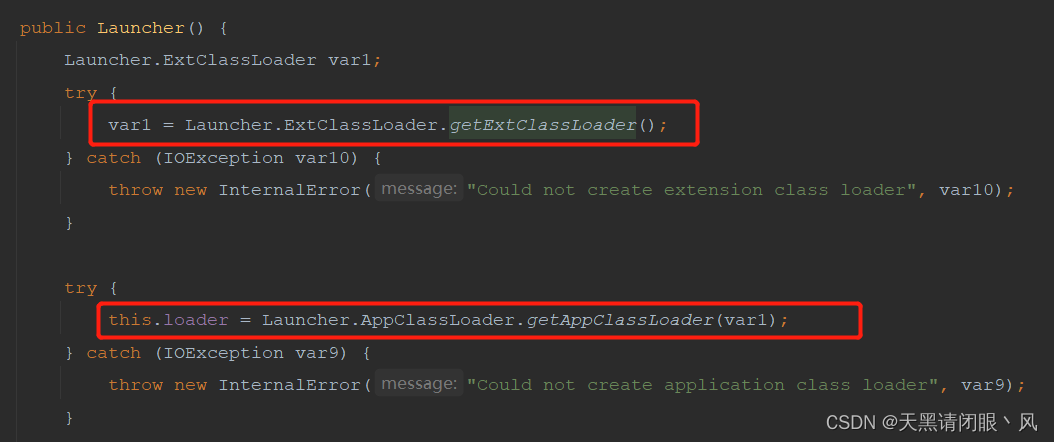 public Launcher() {
Launcher.ExtClassLoader var1;
try {
var1 = Launcher.ExtClassLoader.getExtClassLoader();
} catch (IOException var10) {
throw new InternalError( message: "Could not create extension class loader", var10);
}
try {
this.loader = Launcher.AppClassLoader.getAppClassLoader(var1);
} catch (IOException var9) {
throw new InternalError( message: "Could not create application class loader", var9);
}
CSDN @天黑请闭眼丶风